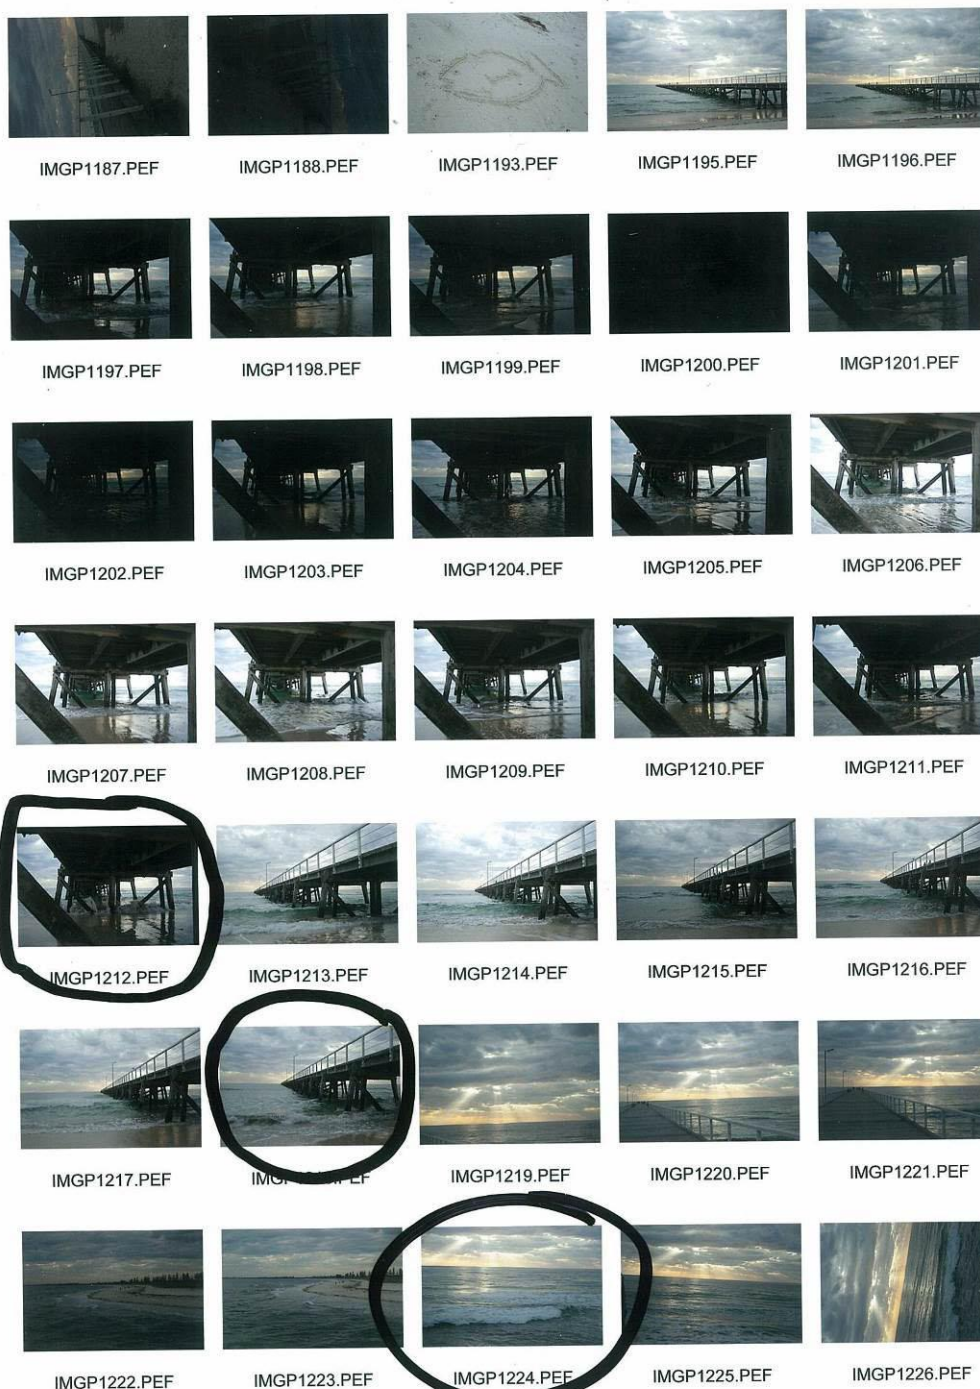 IMGP1187.PEF IMGP1188.PEF IMGP1193.PEF IMGP1195.PEF IMGP1196.PEF
IMGP1197.PEF IMGP1198.PEF IMGP1199.PEF IMGP1200.PEF IMGP1201.PEF
IMGP1202.PEF IMGP1203.PEF IMGP1204.PEF IMGP1205.PEF IMGP1206.PEF
IMGP1207.PEF IMGP1208.PEF IMGP1209.PEF IMGP1210.PEF IMGP1211.PEF
IMGP1212.PEF IMGP1213.PEF IMGP1214.PEF IMGP1215.PEF IMGP1216.PEF
IMGP1217.PEF IMGP1219.PEF IMGP1220.PEF IMGP1221.PEF
IMGP1222.PEF IMGP1223.PEF IMGP1224.PEF IMGP1225.PEF IMGP1226.PEF